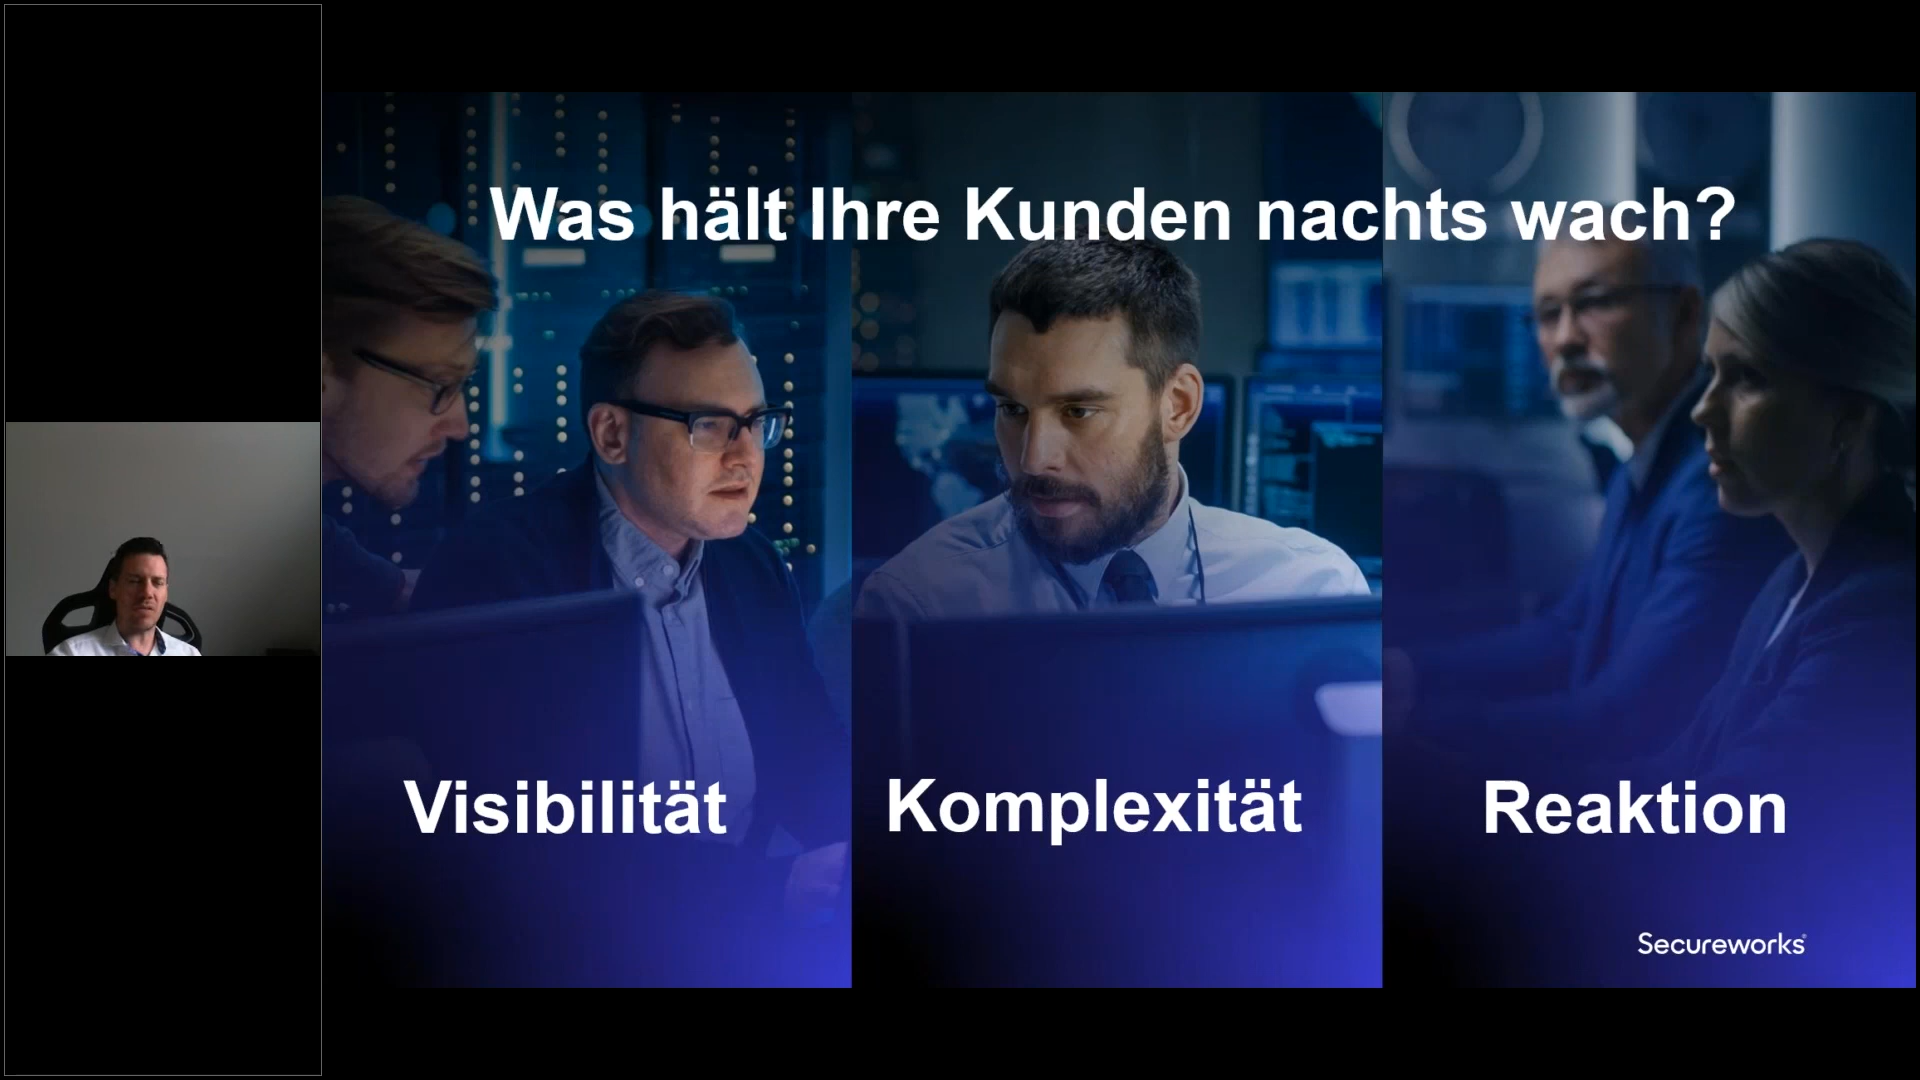 Was hält Ihre Kunden nachts wach?
Visibilität
Komplexität
Reaktion
Secureworks